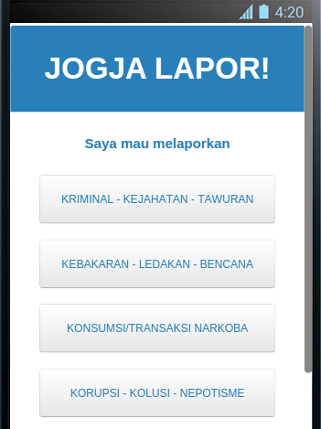 4:20
JOGJA LAPOR!
Saya mau melaporkan
KRIMINAL - KEJAHATAN - TAWURAN
KEBAKARAN - LEDAKAN - BENCANA
KONSUMSI/TRANSAKSI NARKOBA
KORUPSI - KOLUSI - NEPOTISME